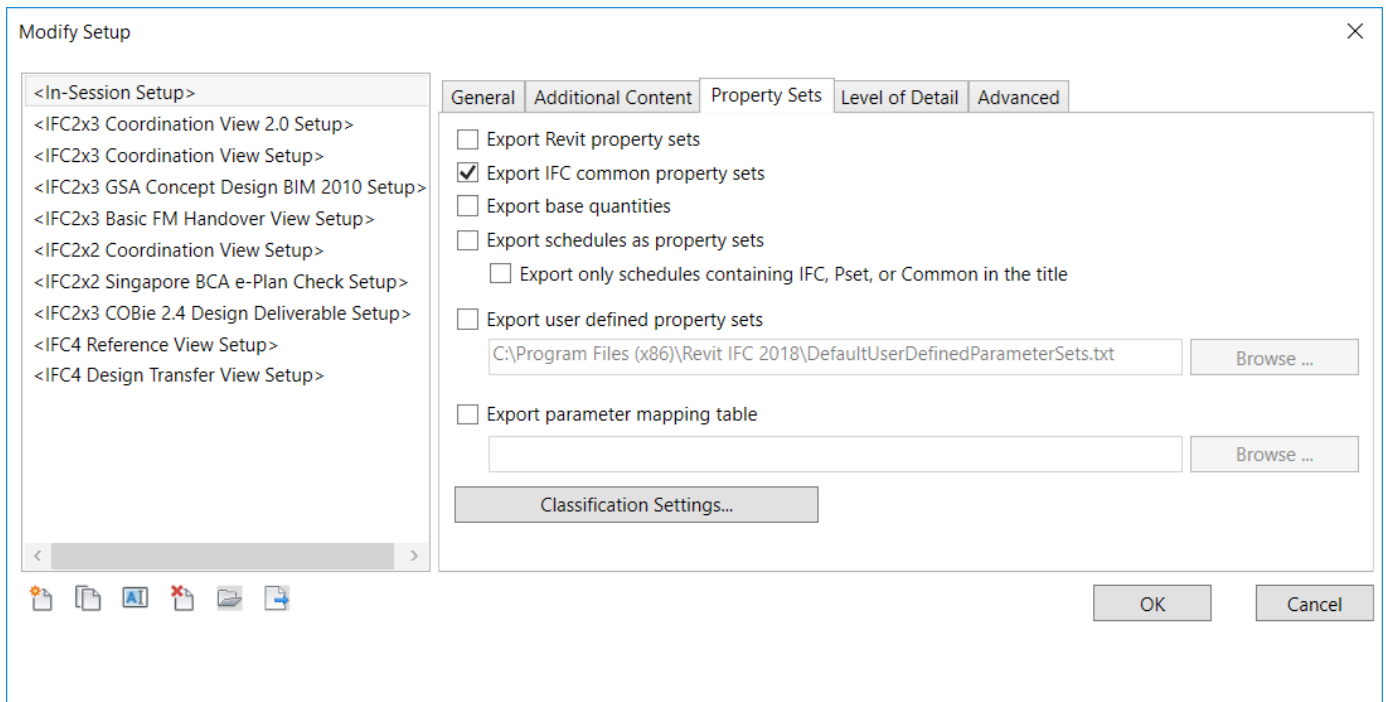 Modify Setup
<In-Session Setup>
<IFC2x3 Coordination View 2.0 Setup>
<IFC2x3 Coordination View Setup>
<IFC2x3 GSA Concept Design BIM 2010 Setup>
<IFC2x3 Basic FM Handover View Setup>
<IFC2x2 Coordination View Setup>
<IFC2x2 Singapore BCA e-Plan Check Setup>
<IFC2x3 COBie 2.4 Design Deliverable Setup>
<IFC4 Reference View Setup>
<IFC4 Design Transfer View Setup>
General Additional Content Property Sets Level of Detail Advanced
Export Revit property sets
Export IFC common property sets
Export base quantities
Export schedules as property sets
Export only schedules containing IFC, Pset, or Common in the title
Export user defined property sets
C:\Program Files (x86)\Revit IFC 2018\DefaultUserDefinedParameterSets.txt Browse ...
Export parameter mapping table
Browse ...
Classification Settings...
AI
OK Cancel